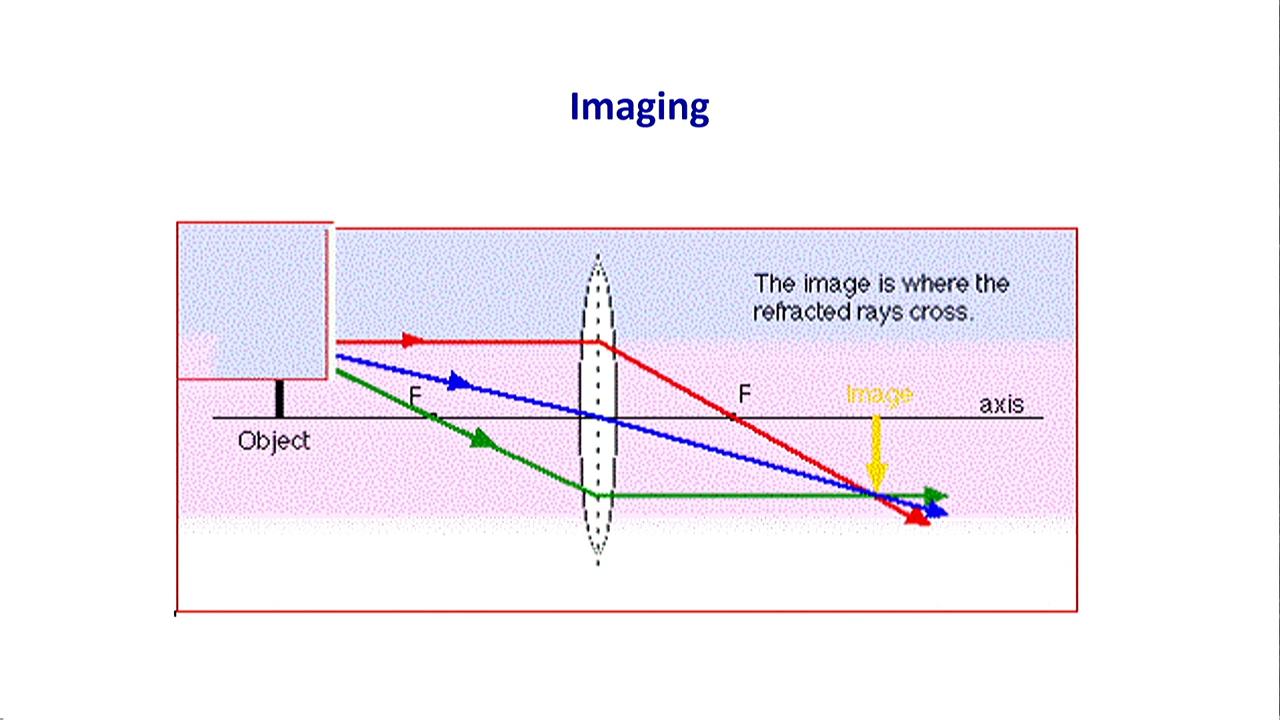 Imaging
The image is where the
refracted rays cross.
F
F
Image
axis
Object